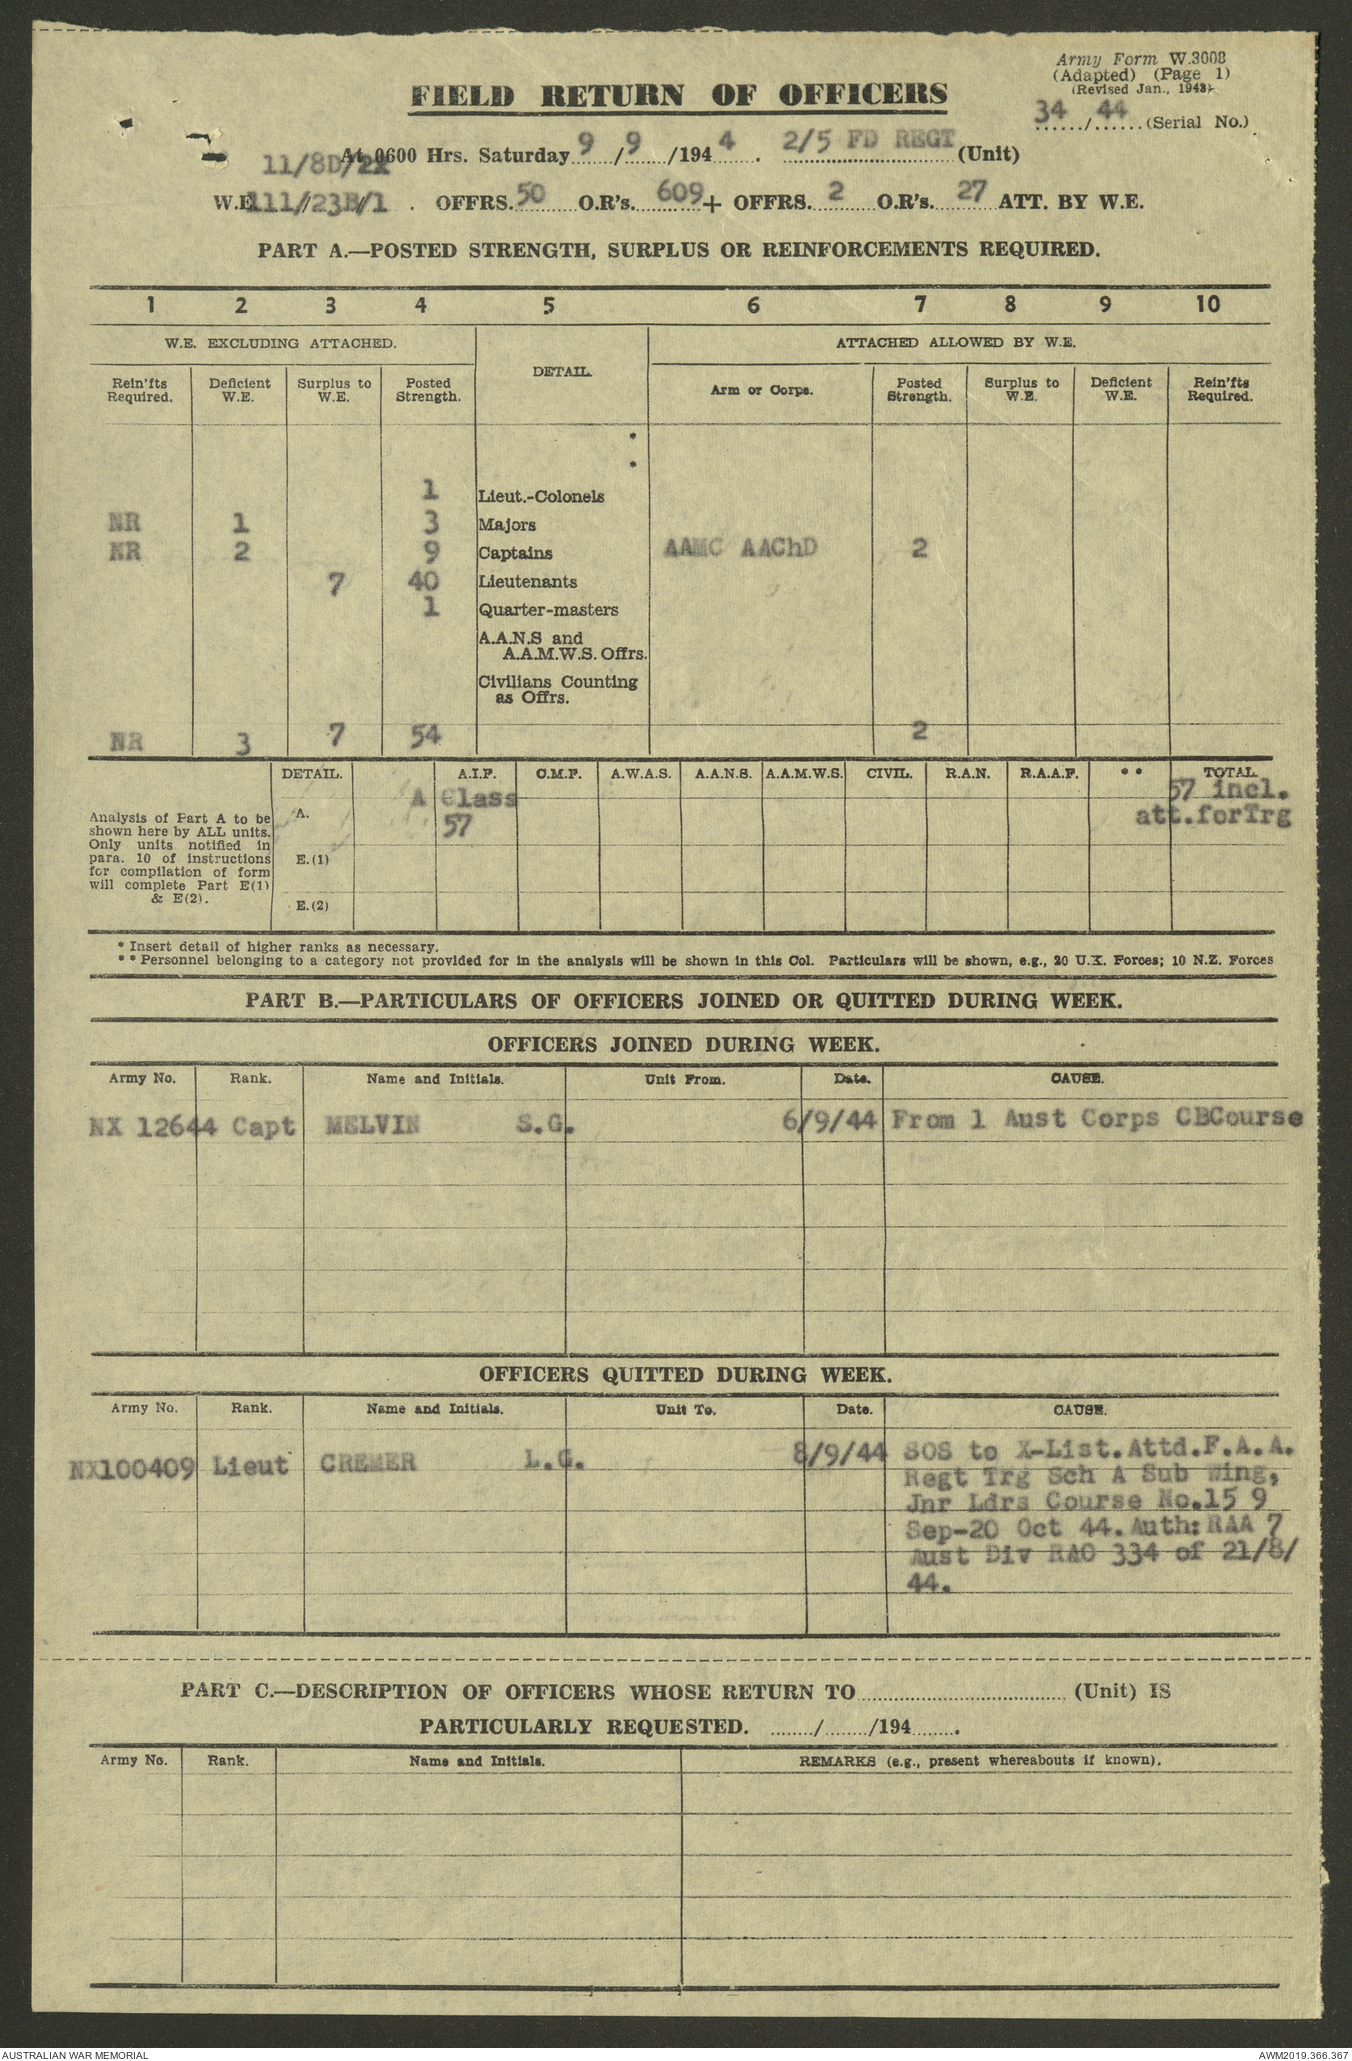 Army Form W.3008
(Adapted) (Page 1)
(Revised Jan., 1943)
34/44 (Serial No.)
FIELD RETURN OF OFFICERS
At 0600 Hrs. Saturday 9/9/1944. 2/5 FD REGT (Unit)
11/8D/2
W.E. 111/23B/1. OFFRS. 50 O.R's. 609 + OFFRS. 2 O.R's. 27 ATT. BY W.E.
PART A.—POSTED STRENGTH, SURPLUS OR REINFORCEMENTS REQUIRED.
1 2 3 4 5 6 7 8 9 10
W.E. EXCLUDING ATTACHED. DETAIL. ATTACHED ALLOWED BY W.E.
Rein'fts Required. Deficient W.E. Surplus to W.E. Posted Strength. Arm or Corps. Posted Strength. Surplus to W.E. Deficient W.E. Rein'fts Required.
*
*
1 Lieut.-Colonels
NR 1 3 Majors
NR 2 9 Captains AAMC AAChD 2
7 40 Lieutenants
1 Quarter-masters
A.A.N.S and
A.A.M.W.S. Offrs.
Civilians Counting
as Offrs.
NR 3 7 54 2
DETAIL. A.I.F. C.M.F. A.W.A.S. A.A.N.S. A.A.M.W.S. CIVIL. R.A.N. R.A.A.F. ** TOTAL
A Class 57 incl.
A. 57 att.forTrg
Analysis of Part A to be
shown here by ALL units.
Only units notified in
para. 10 of instructions
for compilation of form
will complete Part E(1)
& E(2).
E.(1)
E.(2)
* Insert detail of higher ranks as necessary.
** Personnel belonging to a category not provided for in the analysis will be shown in this Col. Particulars will be shown, e.g., 20 U.K. Forces; 10 N.Z. Forces
PART B.—PARTICULARS OF OFFICERS JOINED OR QUITTED DURING WEEK.
OFFICERS JOINED DURING WEEK.
Army No. Rank. Name and Initials. Unit From. Date. CAUSE.
NX 12644 Capt MELVIN S.G. 6/9/44 From 1 Aust Corps CBCourse
OFFICERS QUITTED DURING WEEK.
Army No. Rank. Name and Initials. Unit To. Date. CAUSE.
NX100409 Lieut CREMER L.G. 8/9/44 SOS to X-List.Attd.F.A.A.
Regt Trg Sch A Sub Wing,
Jnr Ldrs Course No.15 9
Sep-20 Oct 44.Auth:RAA 7
Aust Div RAO 334 of 21/8/
44.
PART C.—DESCRIPTION OF OFFICERS WHOSE RETURN TO (Unit) IS
PARTICULARLY REQUESTED. ......../......../194........
Army No. Rank. Name and Initials. REMARKS (e.g., present whereabouts if known).
AUSTRALIAN WAR MEMORIAL AWM2019.366.367